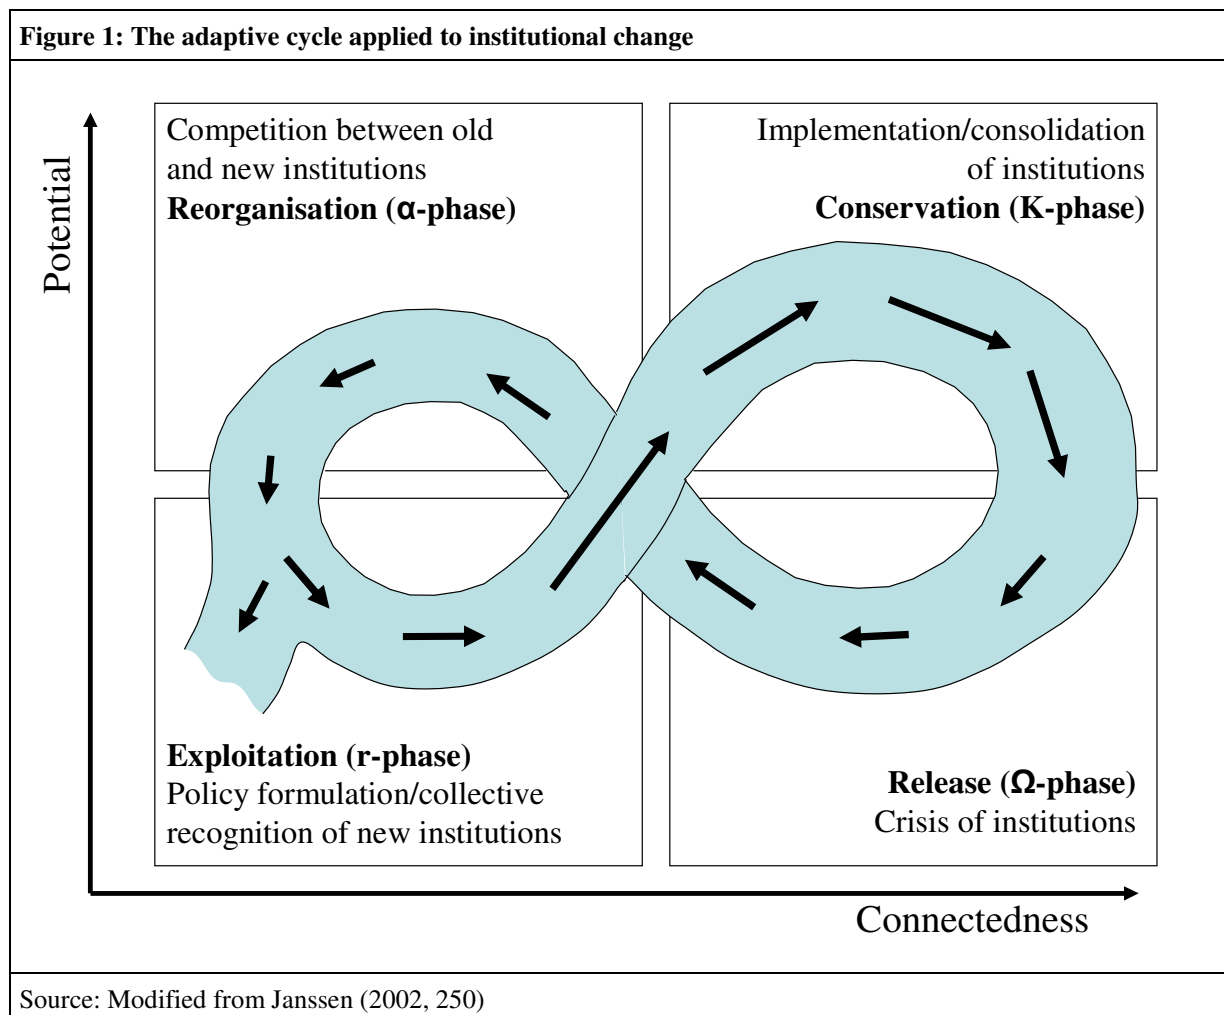 Figure 1: The adaptive cycle applied to institutional change
Potential
Competition between old
and new institutions
Reorganisation (α-phase)
Implementation/consolidation
of institutions
Conservation (K-phase)
Exploitation (r-phase)
Policy formulation/collective
recognition of new institutions
Release (Ω-phase)
Crisis of institutions
Connectedness
Source: Modified from Janssen (2002, 250)